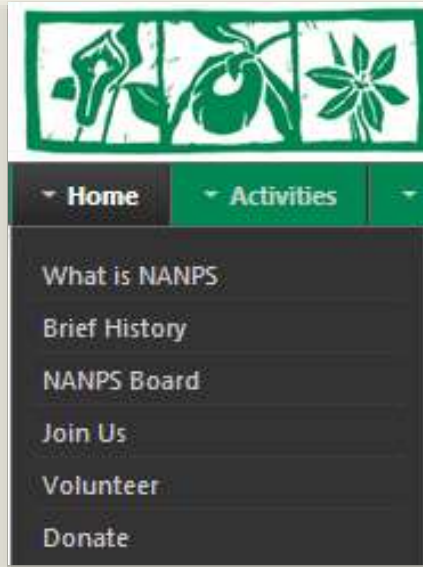 Home Activities
What is NANPS
Brief History
NANPS Board
Join Us
Volunteer
Donate